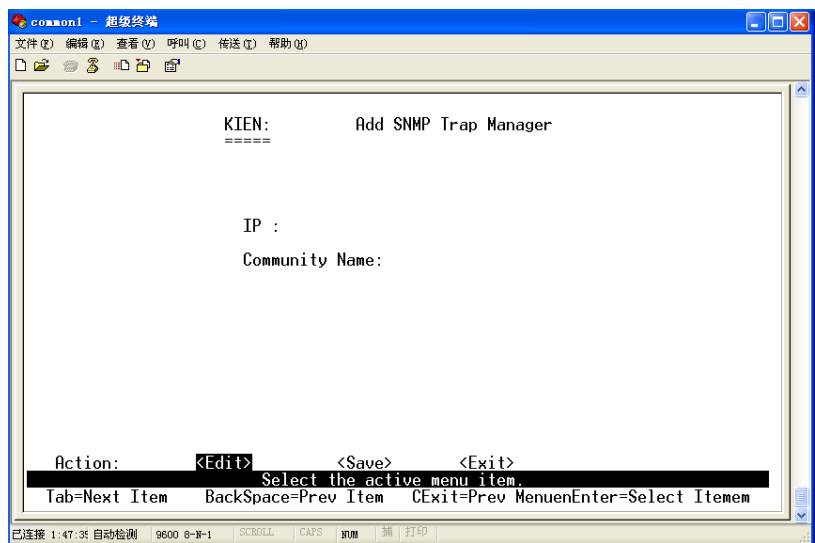 common1 - 超级终端
文件(F) 编辑(E) 查看(V) 呼叫(C) 传送(T) 帮助(H)
KIEN: Add SNMP Trap Manager
=====
IP :
Community Name:
Action: <Edit> <Save> <Exit>
Select the active menu item.
Tab=Next Item BackSpace=Prev Item CExit=Prev MenuenEnter=Select Itemem
已连接 1:47:35 自动检测 9600 8-N-1 SCROLL CAPS NUM 捕 打印